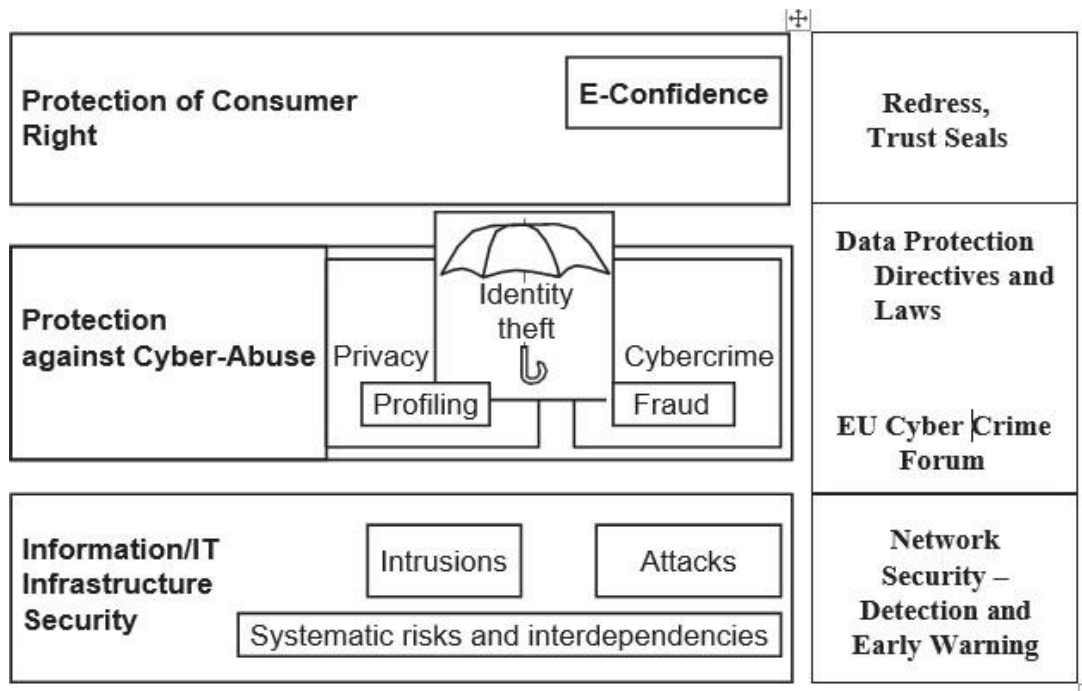 Protection of Consumer
Right
E-Confidence
Redress,
Trust Seals
Protection
against Cyber-Abuse
Privacy
Profiling
Identity
theft
Cybercrime
Fraud
Data Protection
Directives and
Laws
EU Cyber Crime
Forum
Information/IT
Infrastructure
Security
Intrusions
Attacks
Systematic risks and interdependencies
Network
Security –
Detection and
Early Warning